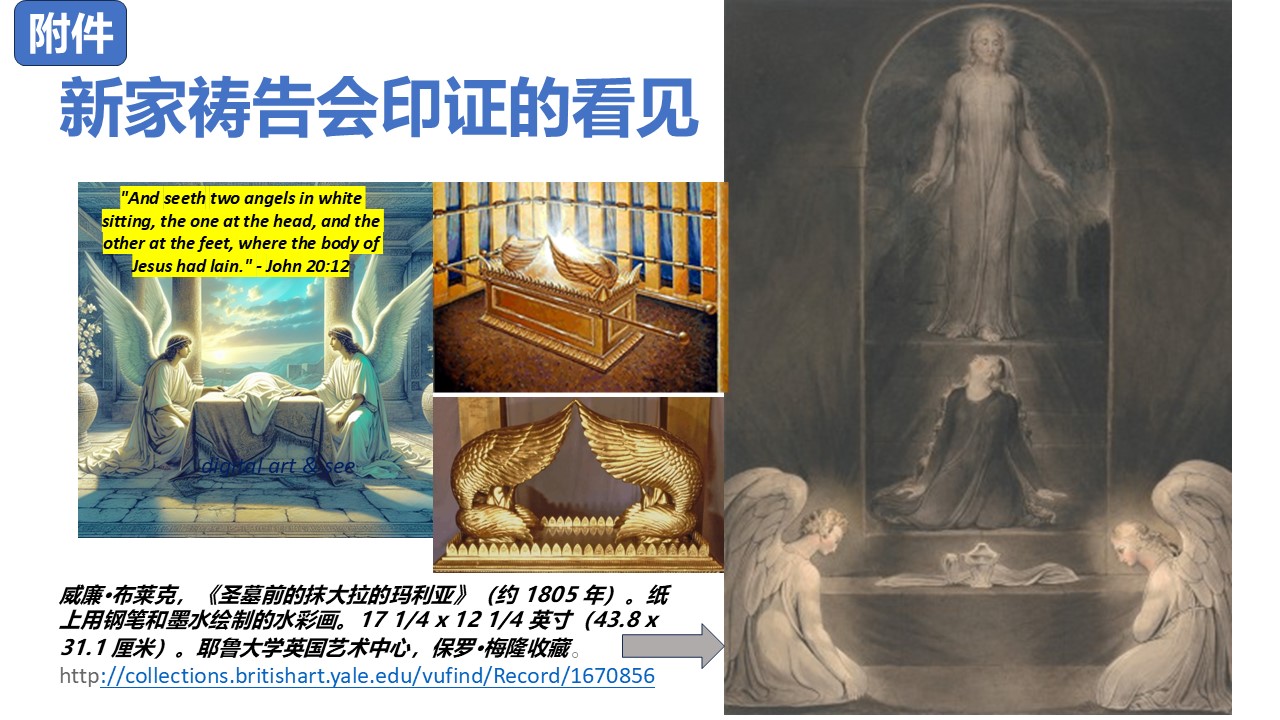 附件
新家祷告会印证的看见
"And seeth two angels in white
sitting, the one at the head, and the
other at the feet, where the body of
Jesus had lain." - John 20:12
digital art & see
威廉•布莱克，《圣墓前的抹大拉的玛利亚》（约 1805 年）。纸
上用钢笔和墨水绘制的水彩画。17 1/4 x 12 1/4 英寸（43.8 x
31.1 厘米）。耶鲁大学英国艺术中心，保罗•梅隆收藏。
http://collections.britishart.yale.edu/vufind/Record/1670856